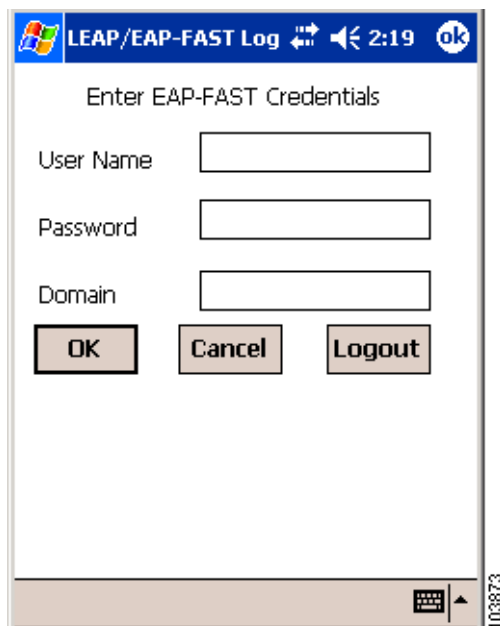 LEAP/EAP-FAST Log 2:19 ok
Enter EAP-FAST Credentials
User Name
Password
Domain
OK Cancel Logout
103873